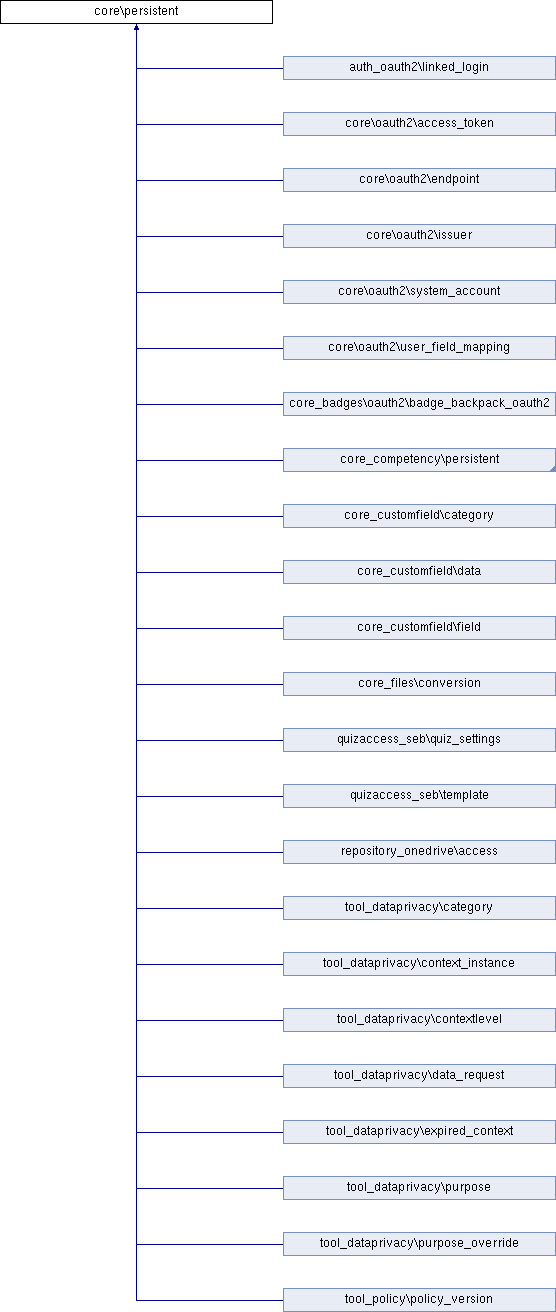 core\persistent
auth_oauth2\linked_login
core\oauth2\access_token
core\oauth2\endpoint
core\oauth2\issuer
core\oauth2\system_account
core\oauth2\user_field_mapping
core_badges\oauth2\badge_backpack_oauth2
core_competency\persistent
core_customfield\category
core_customfield\data
core_customfield\field
core_files\conversion
quizaccess_seb\quiz_settings
quizaccess_seb\template
repository_onedrive\access
tool_dataprivacy\category
tool_dataprivacy\context_instance
tool_dataprivacy\contextlevel
tool_dataprivacy\data_request
tool_dataprivacy\expired_context
tool_dataprivacy\purpose
tool_dataprivacy\purpose_override
tool_policy\policy_version